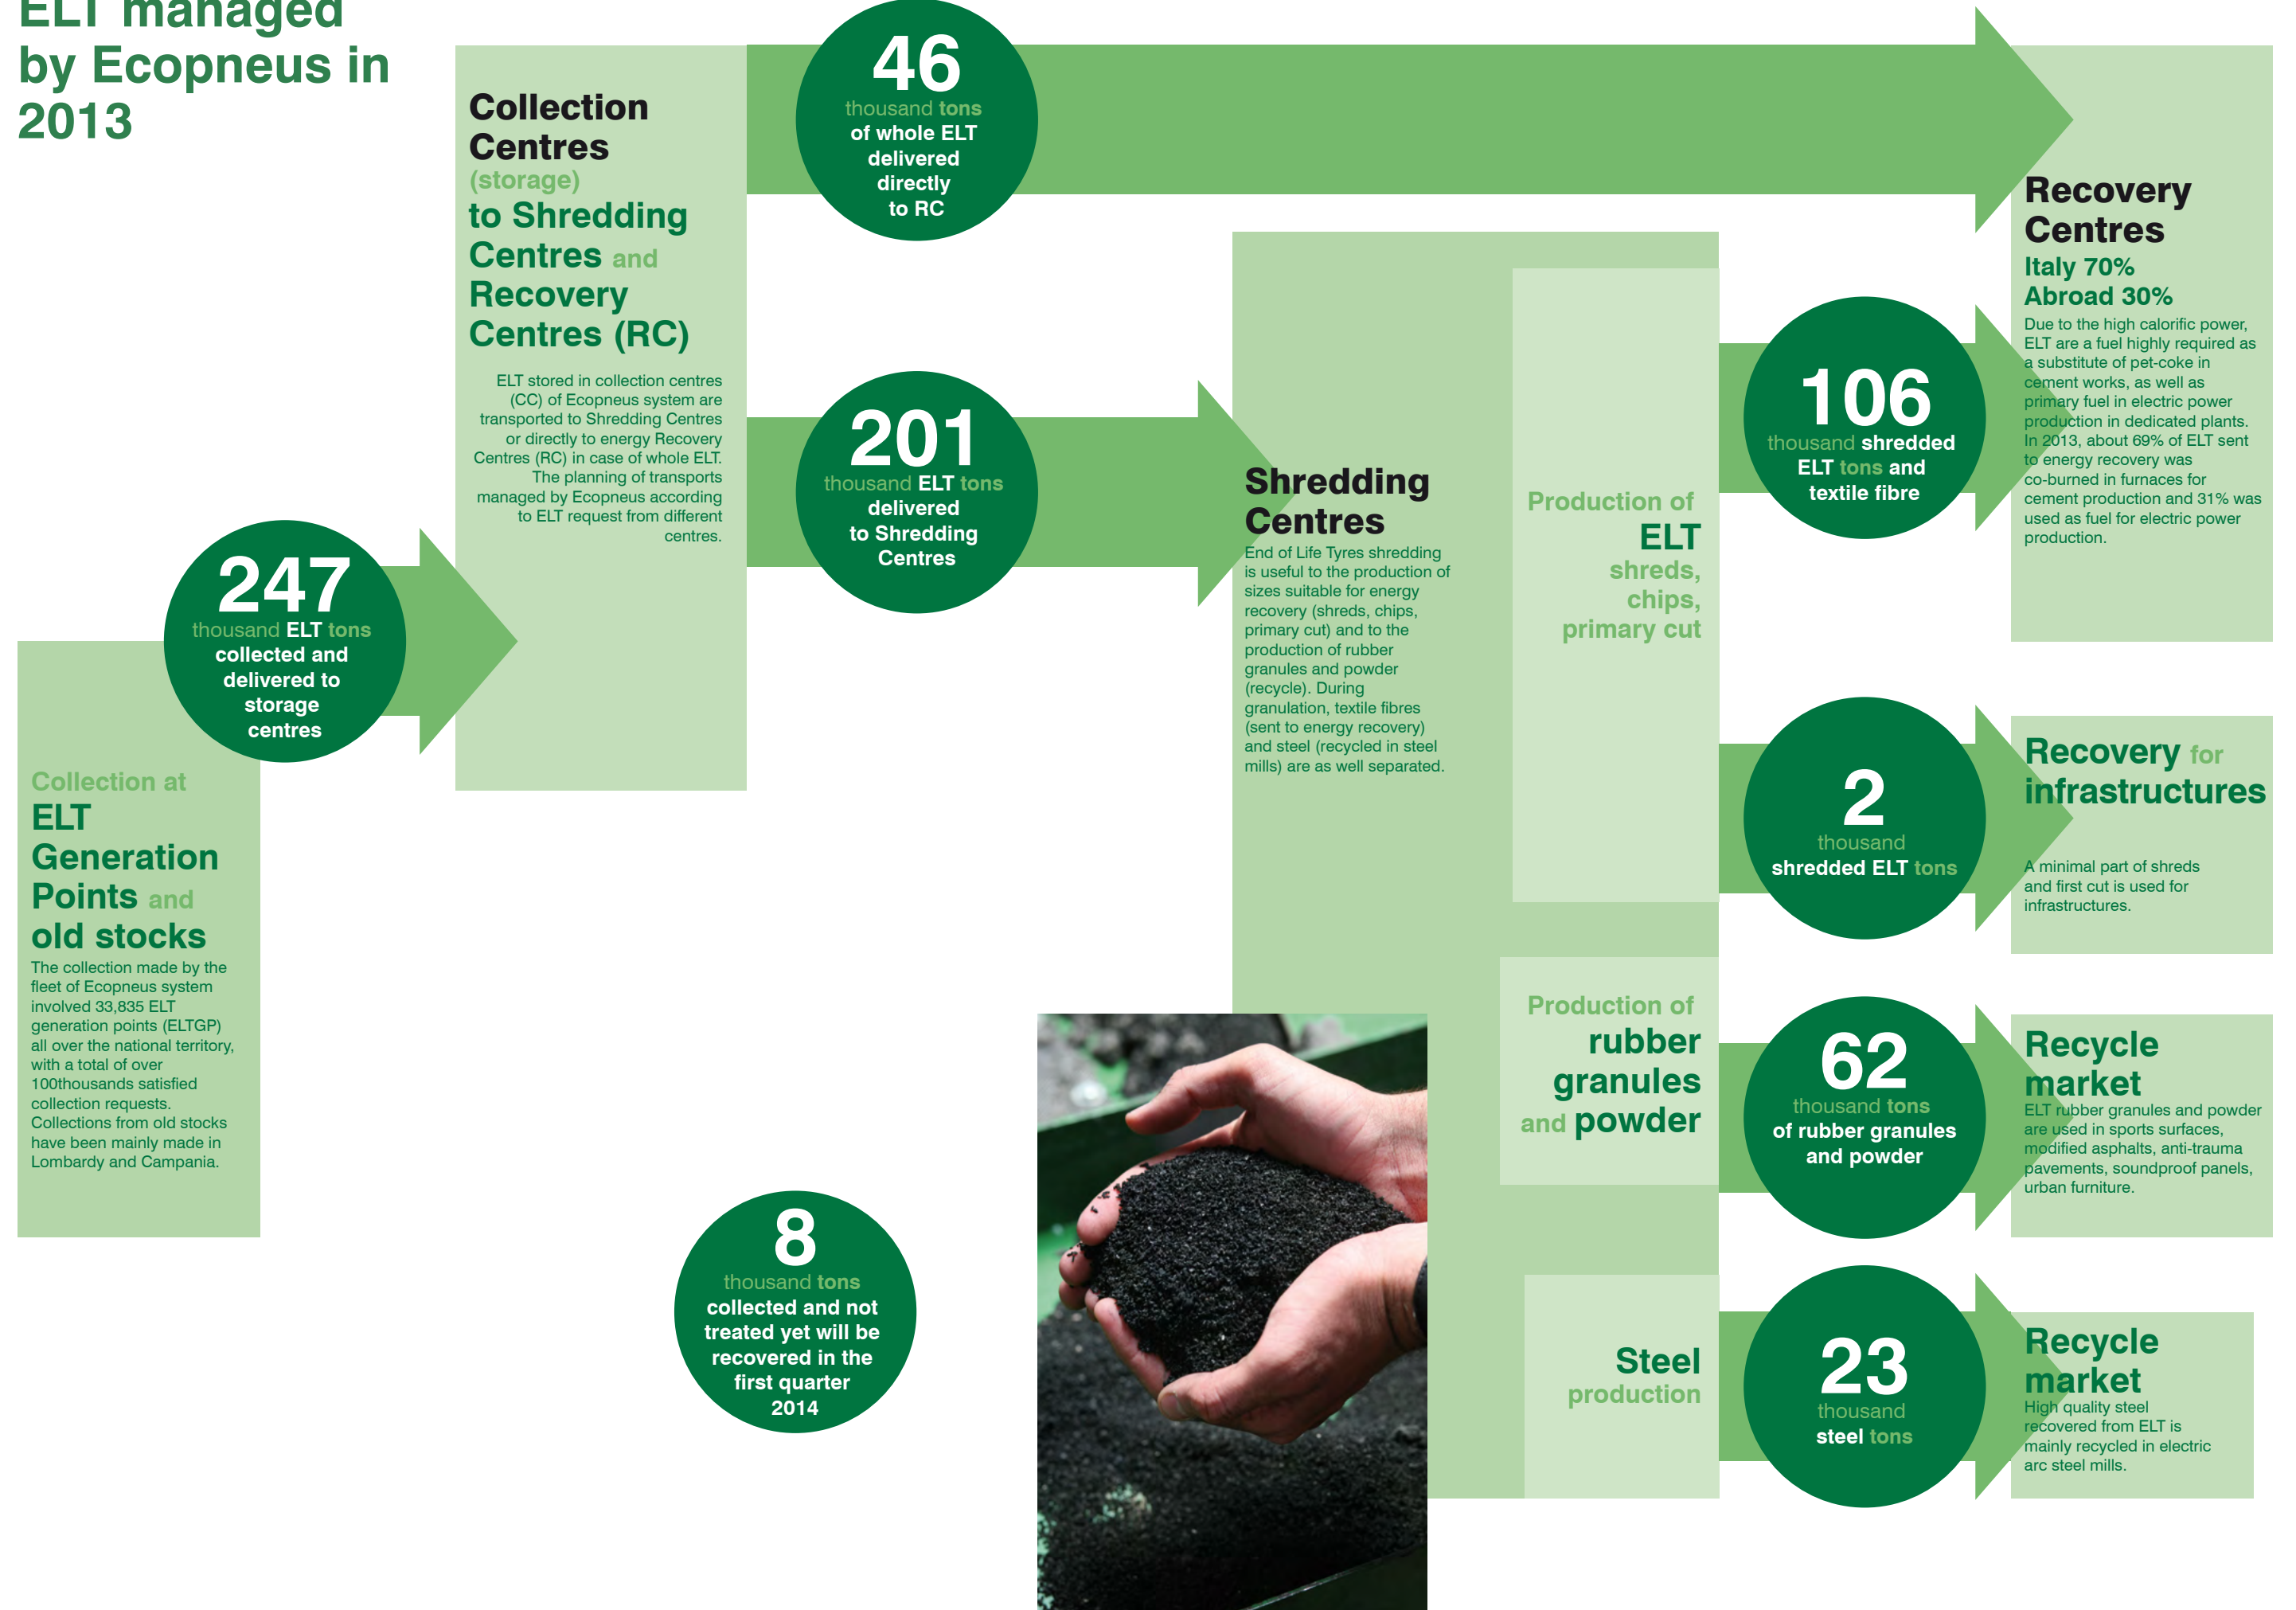 ELT managed
by Ecopneus in
2013
Collection at
ELT
Generation
Points and
old stocks
The collection made by the
fleet of Ecopneus system
involved 33,835 ELT
generation points (ELTGP)
all over the national territory,
with a total of over
100thousands satisfied
collection requests.
Collections from old stocks
have been mainly made in
Lombardy and Campania.
247
thousand ELT tons
collected and
delivered to
storage
centres
Collection
Centres
(storage)
to Shredding
Centres and
Recovery
Centres (RC)
ELT stored in collection centres
(CC) of Ecopneus system are
transported to Shredding Centres
or directly to energy Recovery
Centres (RC) in case of whole ELT.
The planning of transports
managed by Ecopneus according
to ELT request from different
centres.
46
thousand tons
of whole ELT
delivered
directly
to RC
201
thousand ELT tons
delivered
to Shredding
Centres
8
thousand tons
collected and not
treated yet will be
recovered in the
first quarter
2014
Shredding
Centres
End of Life Tyres shredding
is useful to the production of
sizes suitable for energy
recovery (shreds, chips,
primary cut) and to the
production of rubber
granules and powder
(recycle). During
granulation, textile fibres
(sent to energy recovery)
and steel (recycled in steel
mills) are as well separated.
Production of
ELT
shreds,
chips,
primary cut
Production of
rubber
granules
and powder
Steel
production
106
thousand shredded
ELT tons and
textile fibre
2
thousand
shredded ELT tons
62
thousand tons
of rubber granules
and powder
23
thousand
steel tons
Recovery
Centres
Italy 70%
Abroad 30%
Due to the high calorific power,
ELT are a fuel highly required as
a substitute of pet-coke in
cement works, as well as
primary fuel in electric power
production in dedicated plants.
In 2013, about 69% of ELT sent
to energy recovery was
co-burned in furnaces for
cement production and 31% was
used as fuel for electric power
production.
Recovery for
infrastructures
A minimal part of shreds
and first cut is used for
infrastructures.
Recycle
market
ELT rubber granules and powder
are used in sports surfaces,
modified asphalts, anti-trauma
pavements, soundproof panels,
urban furniture.
Recycle
market
High quality steel
recovered from ELT is
mainly recycled in electric
arc steel mills.